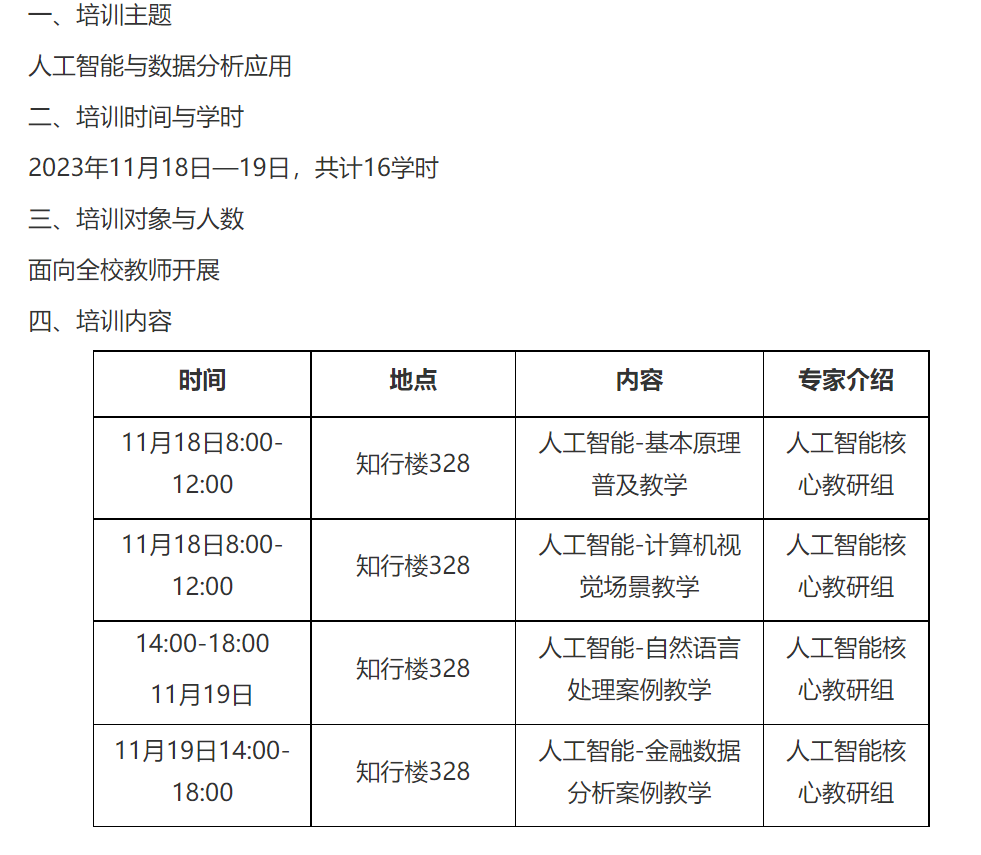 一、培训主题
人工智能与数据分析应用
二、培训时间与学时
2023年11月18日—19日，共计16学时
三、培训对象与人数
面向全校教师开展
四、培训内容
时间 地点 内容 专家介绍
11月18日8:00-
12:00
知行楼328
人工智能-基本原理
普及教学
人工智能核
心教研组
11月18日8:00-
12:00
知行楼328
人工智能-计算机视
觉场景教学
人工智能核
心教研组
14:00-18:00
11月19日
知行楼328
人工智能-自然语言
处理案例教学
人工智能核
心教研组
11月19日14:00-
18:00
知行楼328
人工智能-金融数据
分析案例教学
人工智能核
心教研组